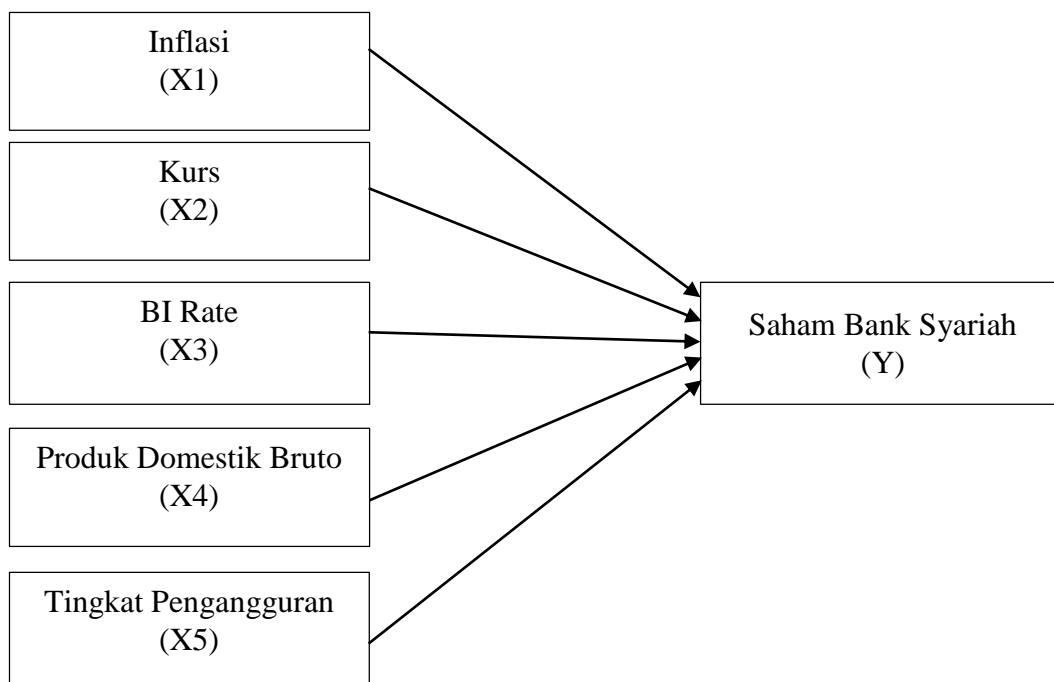 Inflasi
(X1)
Kurs
(X2)
BI Rate
(X3)
Saham Bank Syariah
(Y)
Produk Domestik Bruto
(X4)
Tingkat Pengangguran
(X5)